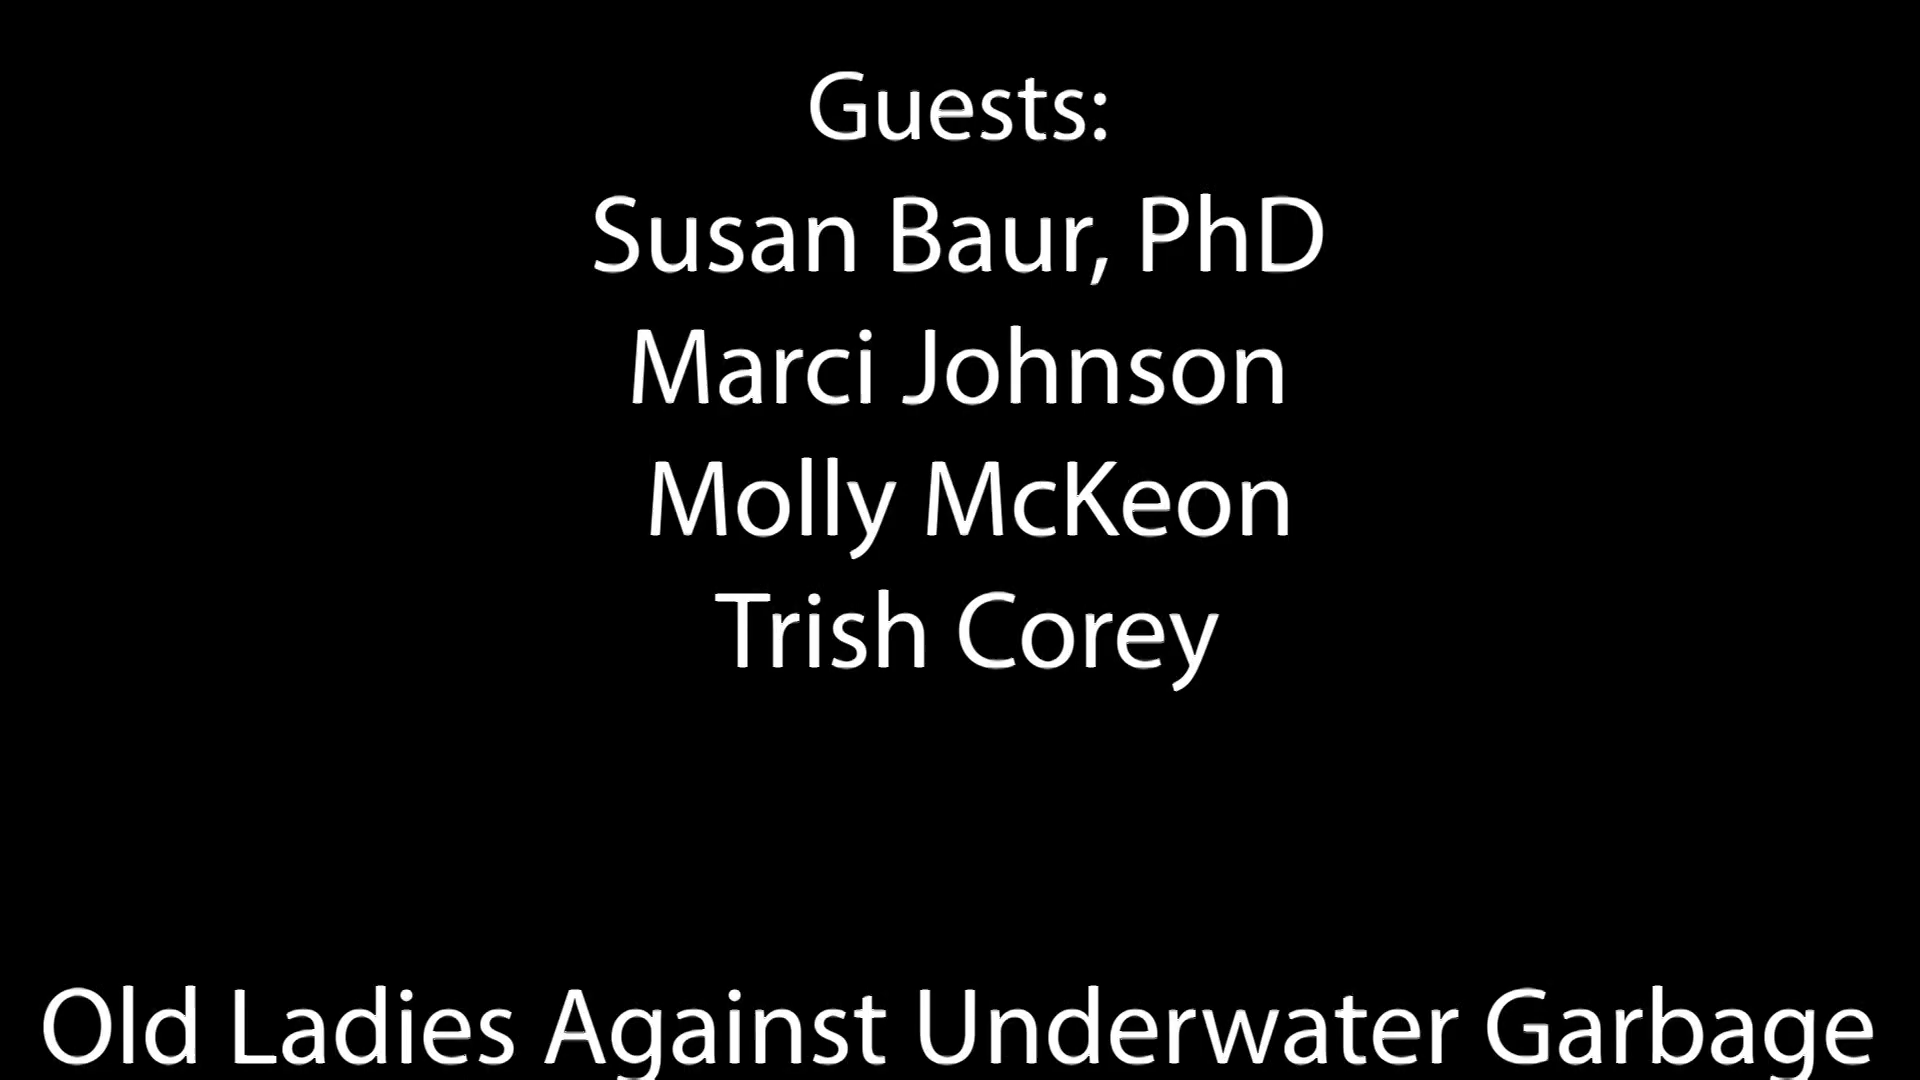 Guests:
Susan Baur, PhD
Marci Johnson
Molly McKeon
Trish Corey
Old Ladies Against Underwater Garbage